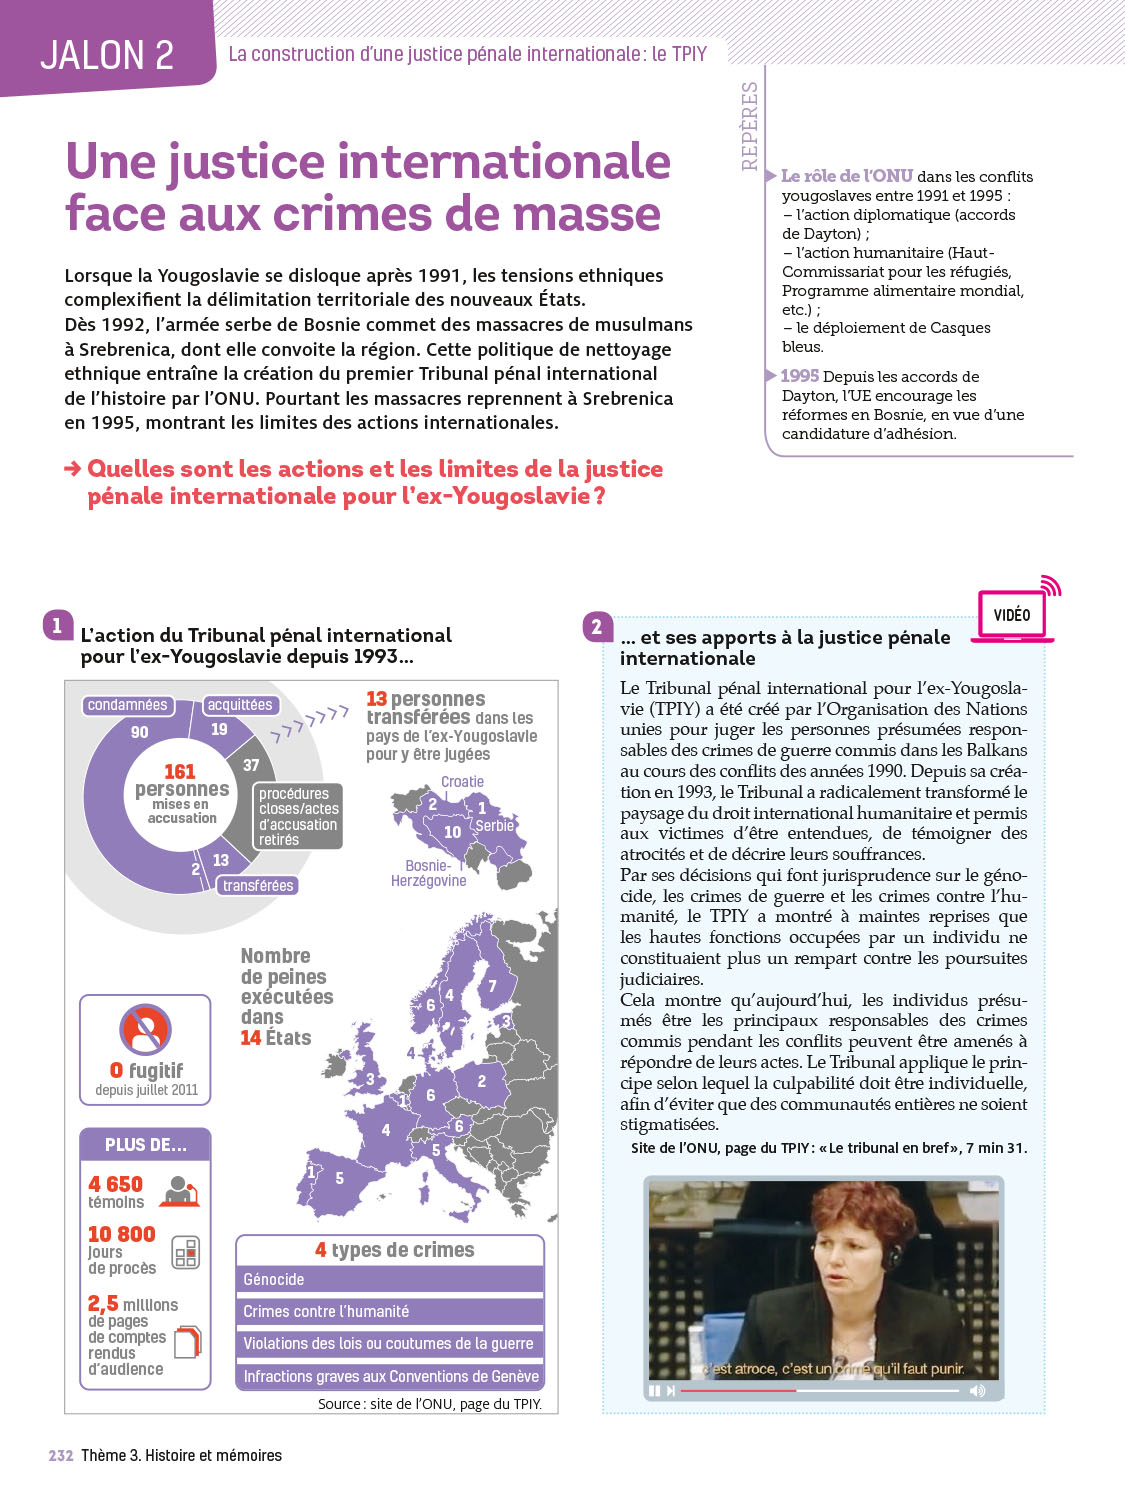 JALON 2
La construction d'une justice pénale internationale : le TPIY
Une justice internationale
face aux crimes de masse
Lorsque la Yougoslavie se disloque après 1991, les tensions ethniques
complexifient la délimitation territoriale des nouveaux États.
Dès 1992, l'armée serbe de Bosnie commet des massacres de musulmans
à Srebrenica, dont elle convoite la région. Cette politique de nettoyage
ethnique entraîne la création du premier Tribunal pénal international
de l'histoire par l'ONU. Pourtant les massacres reprennent à Srebrenica
en 1995, montrant les limites des actions internationales.
→ Quelles sont les actions et les limites de la justice
pénale internationale pour l'ex-Yougoslavie ?
REPÈRES
Le rôle de l'ONU dans les conflits
yougoslaves entre 1991 et 1995 :
– l'action diplomatique (accords
de Dayton) ;
– l'action humanitaire (Haut-
Commissariat pour les réfugiés,
Programme alimentaire mondial,
etc.) ;
– le déploiement de Casques
bleus.
1995 Depuis les accords de
Dayton, l'UE encourage les
réformes en Bosnie, en vue d'une
candidature d'adhésion.
1
L'action du Tribunal pénal international
pour l'ex-Yougoslavie depuis 1993...
condamnées
90
acquittées
19
37
procédures
closes/actes
d'accusation
retirés
13
transférées
2
161
personnes
mises en
accusation
13 personnes
transférées dans les
pays de l'ex-Yougoslavie
pour y être jugées
Croatie
2
1
Serbie
10
Bosnie-
Herzégovine
Nombre
de peines
exécutées
dans
14 États
7
4
6
3
4
3
2
6
1
6
4
5
1
5
0 fugitif
depuis juillet 2011
PLUS DE...
4 650
témoins
10 800
jours
de procès
2,5 millions
de pages
de comptes
rendus
d'audience
4 types de crimes
Génocide
Crimes contre l'humanité
Violations des lois ou coutumes de la guerre
Infractions graves aux Conventions de Genève
Source : site de l'ONU, page du TPIY.
2
VIDÉO
... et ses apports à la justice pénale
internationale
Le Tribunal pénal international pour l'ex-Yougosla-
vie (TPIY) a été créé par l'Organisation des Nations
unies pour juger les personnes présumées respon-
sables des crimes de guerre commis dans les Balkans
au cours des conflits des années 1990. Depuis sa créa-
tion en 1993, le Tribunal a radicalement transformé le
paysage du droit international humanitaire et permis
aux victimes d'être entendues, de témoigner des
atrocités et de décrire leurs souffrances.
Par ses décisions qui font jurisprudence sur le géno-
cide, les crimes de guerre et les crimes contre l'hu-
manité, le TPIY a montré à maintes reprises que
les hautes fonctions occupées par un individu ne
constituaient plus un rempart contre les poursuites
judiciaires.
Cela montre qu'aujourd'hui, les individus présu-
més être les principaux responsables des crimes
commis pendant les conflits peuvent être amenés à
répondre de leurs actes. Le Tribunal applique le prin-
cipe selon lequel la culpabilité doit être individuelle,
afin d'éviter que des communautés entières ne soient
stigmatisées.
Site de l'ONU, page du TPIY : « Le tribunal en bref », 7 min 31.
c'est atroce, c'est un crime qu'il faut punir.
232 Thème 3. Histoire et mémoires